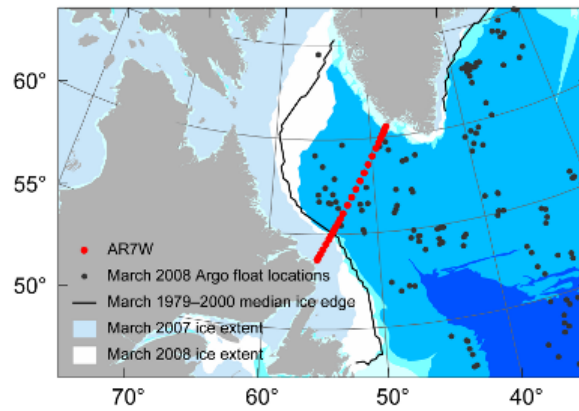 60°
55°
50°
AR7W
March 2008 Argo float locations
March 1979–2000 median ice edge
March 2007 ice extent
March 2008 ice extent
70° 60° 50° 40°